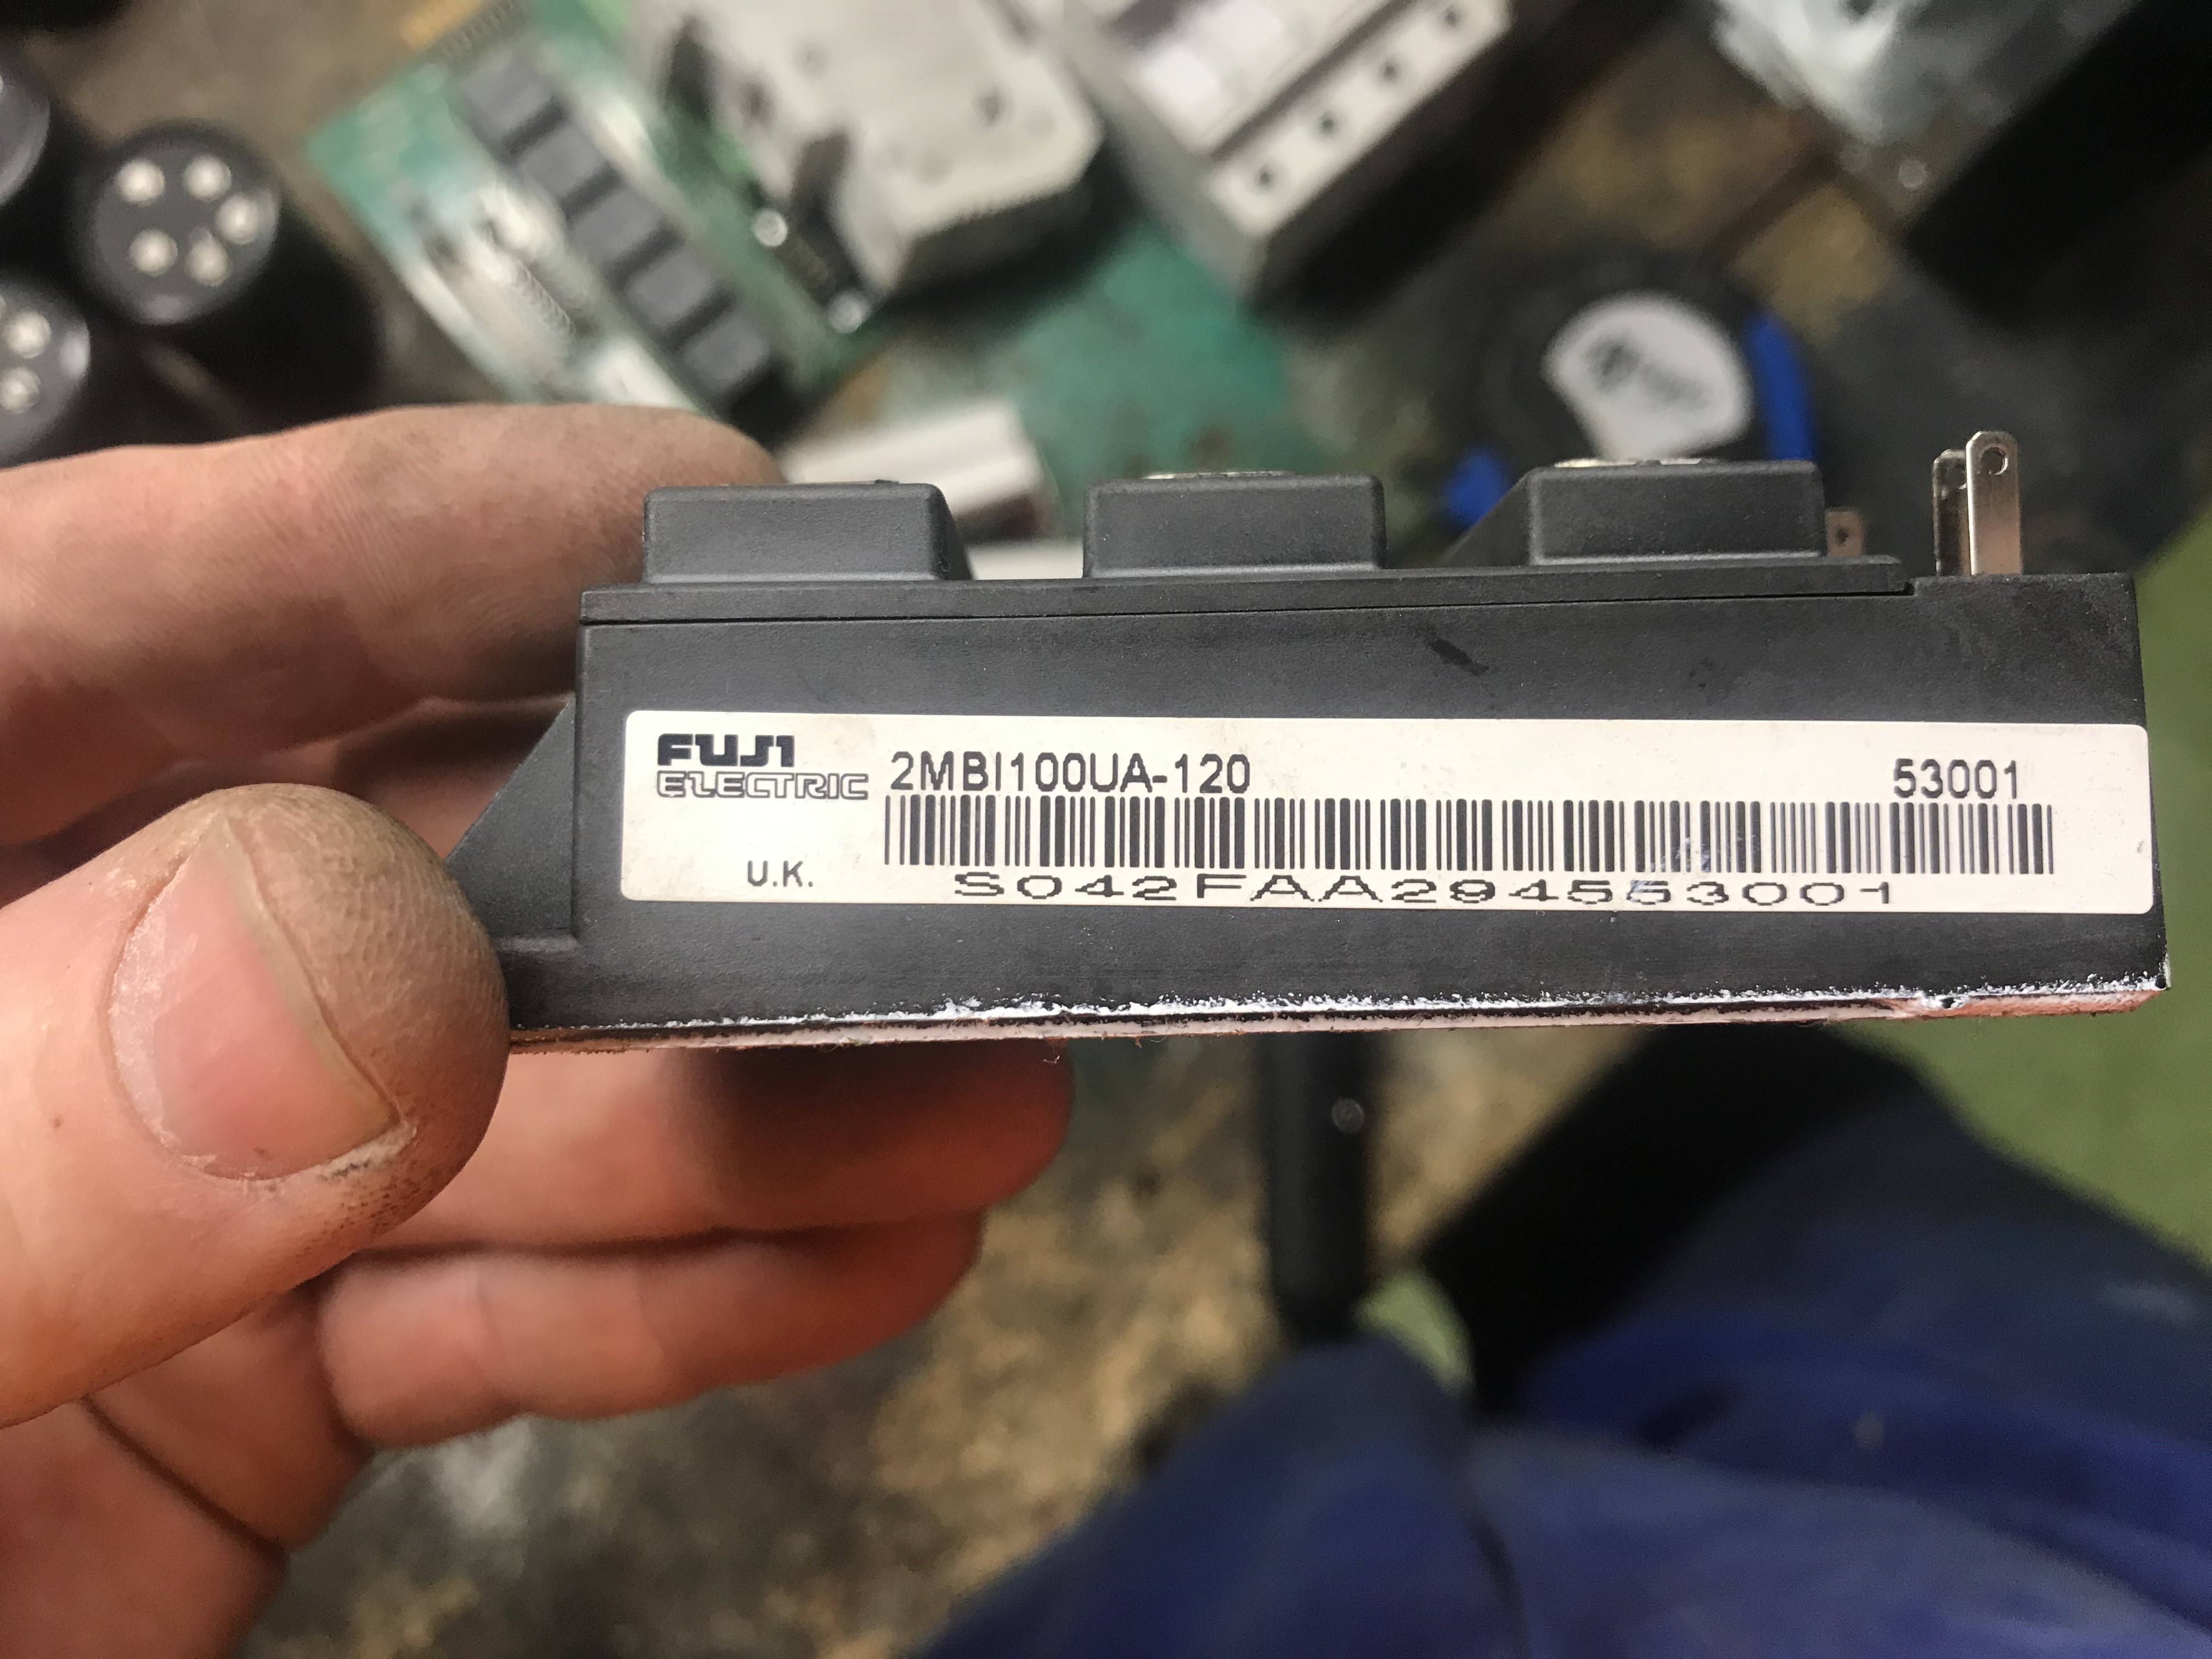 FUJI
ELECTRIC
2MBI100UA-120
53001
U.K.
S042FAA294553001